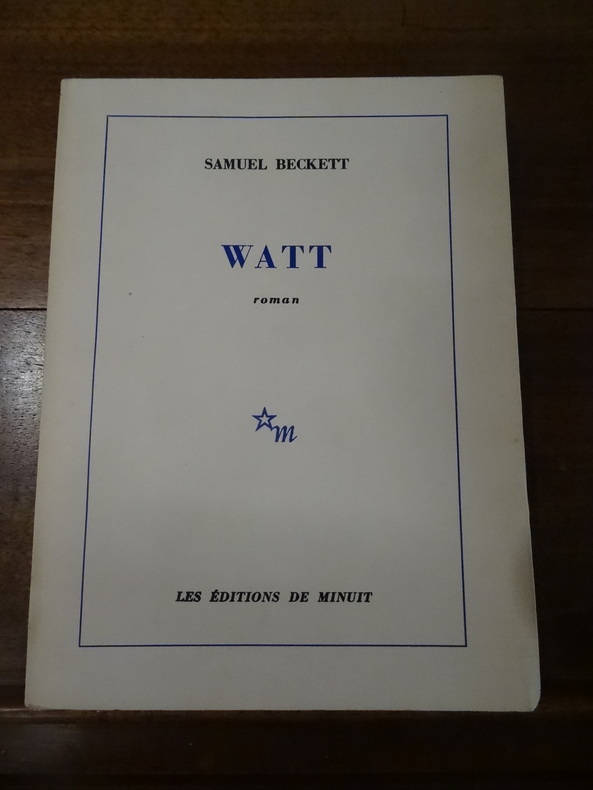 SAMUEL BECKETT
WATT
roman
m
LES ÉDITIONS DE MINUIT